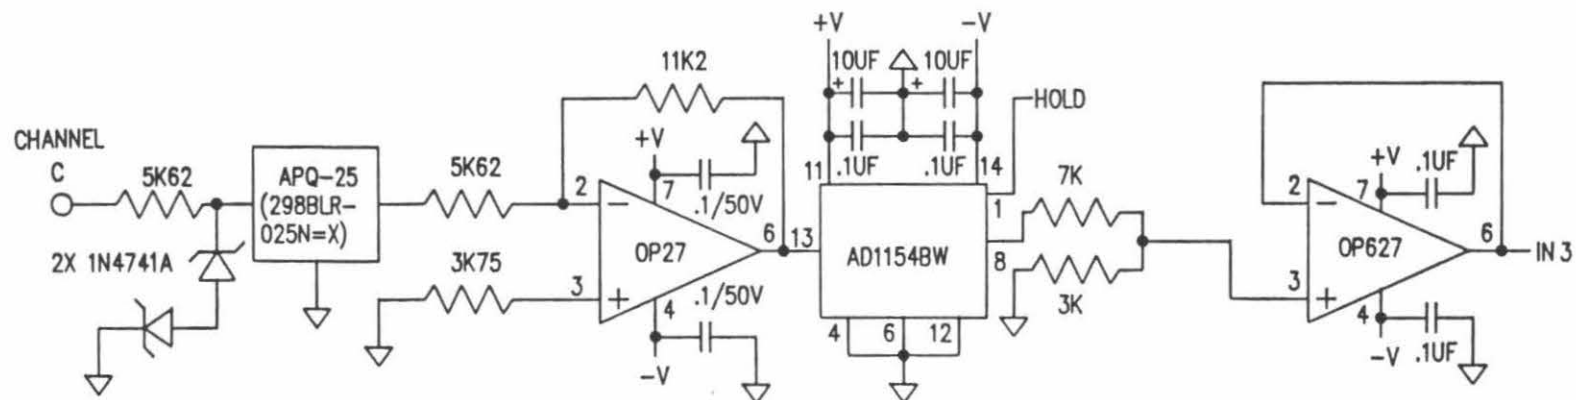 CHANNEL
C
5K62
2X 1N4741A
APQ-25
(298BLR-
025N=X)
5K62
3K75
11K2
+V
7
.1/50V
2
-
3
+
OP27
6
4
.1/50V
-V
13
+V
-V
10UF
10UF
+
+
.1UF
.1UF
11
14
HOLD
1
AD1154BW
8
4
6
12
7K
3K
2
-
3
+
+V
7
.1UF
OP627
6
IN 3
4
-V
.1UF